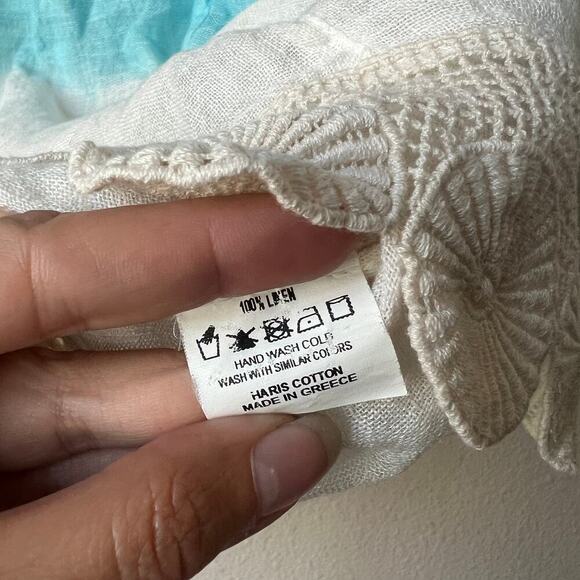 100% LINEN
HAND WASH COLD
WASH WITH SIMILAR COLORS
HARIS COTTON
MADE IN GREECE